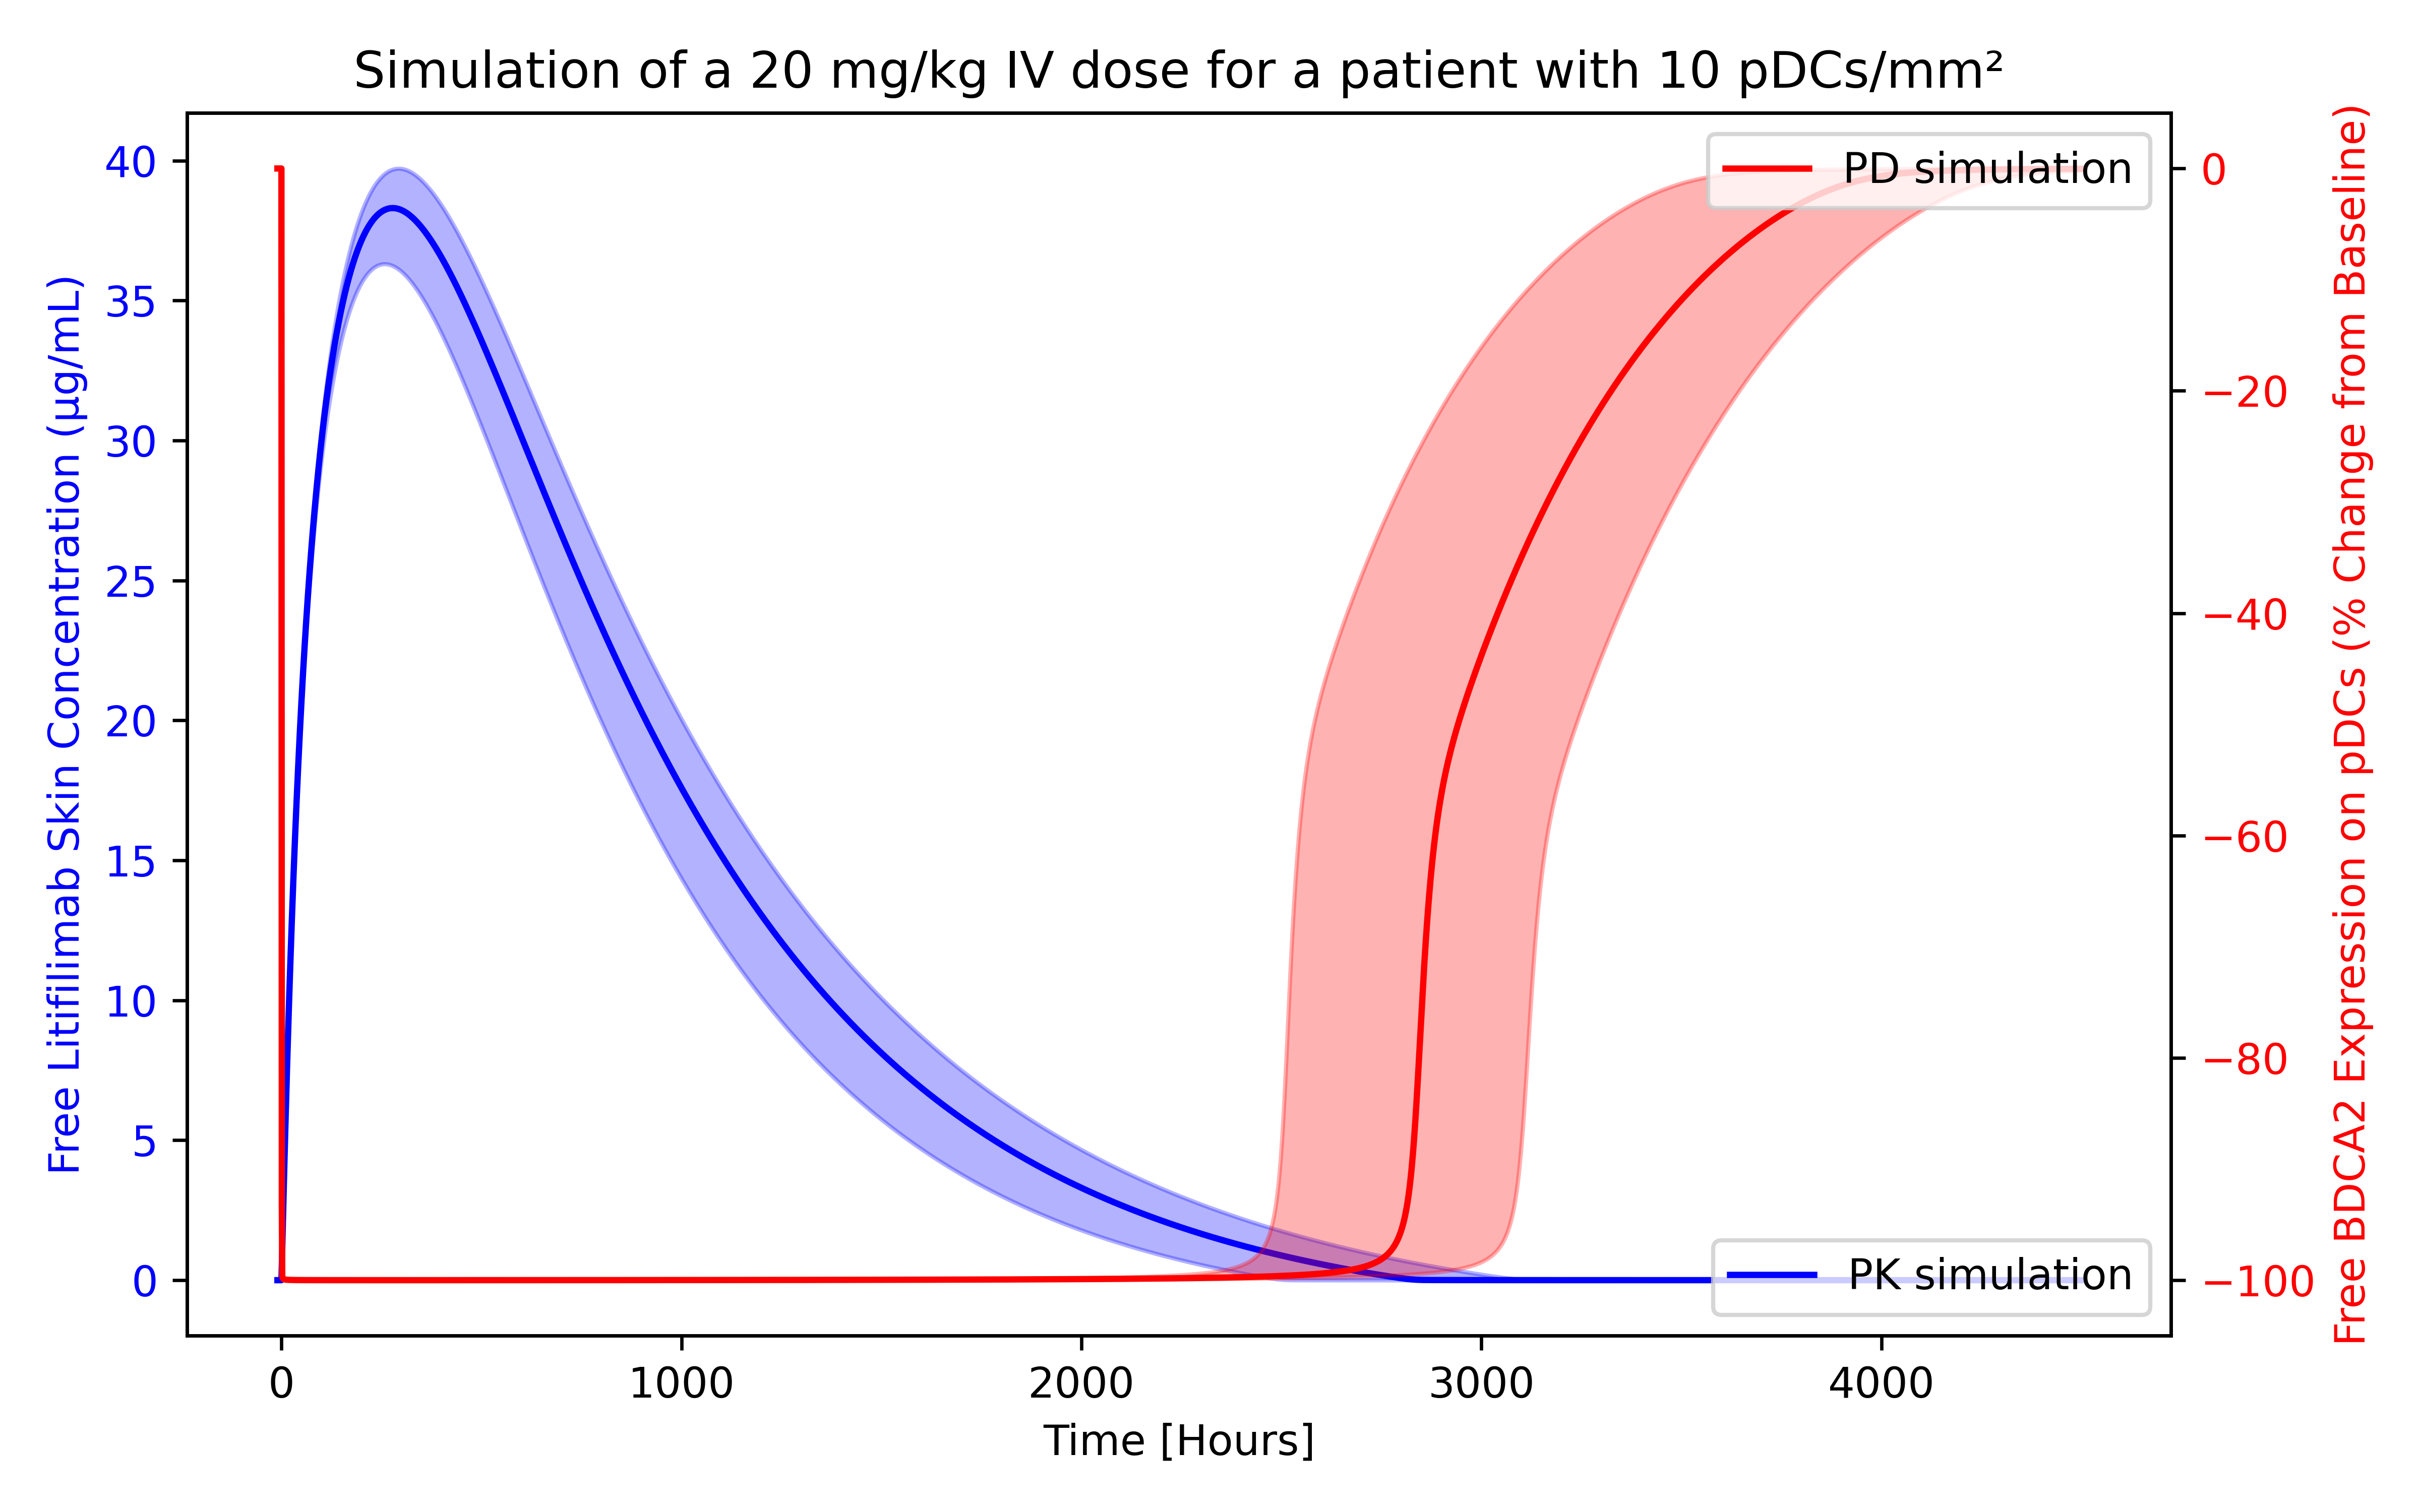 Simulation of a 20 mg/kg IV dose for a patient with 10 pDCs/mm²
Free Litifilimab Skin Concentration (µg/mL)
40
35
30
25
20
15
10
5
0
PD simulation
PK simulation
0
−20
−40
−60
−80
−100
Free BDCA2 Expression on pDCs (% Change from Baseline)
0 1000 2000 3000 4000
Time [Hours]